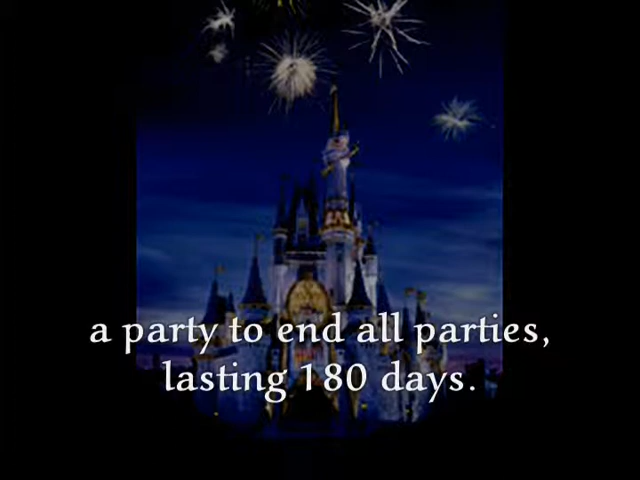 a party to end all parties,
lasting 180 days.